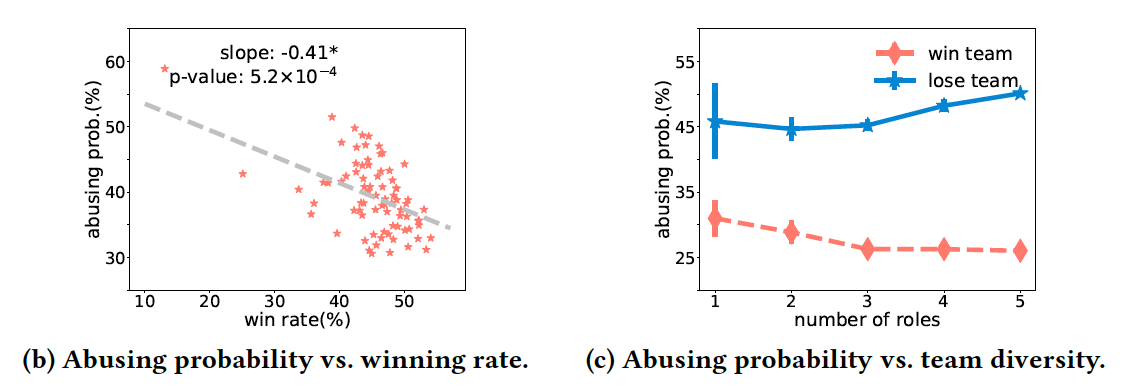 slope: -0.41*
p-value: 5.2×10⁻⁴
abusing prob.(%)
60
50
40
30
10 20 30 40 50
win rate(%)
(b) Abusing probability vs. winning rate.
win team
lose team
abusing prob.(%)
55
45
35
25
1 2 3 4 5
number of roles
(c) Abusing probability vs. team diversity.